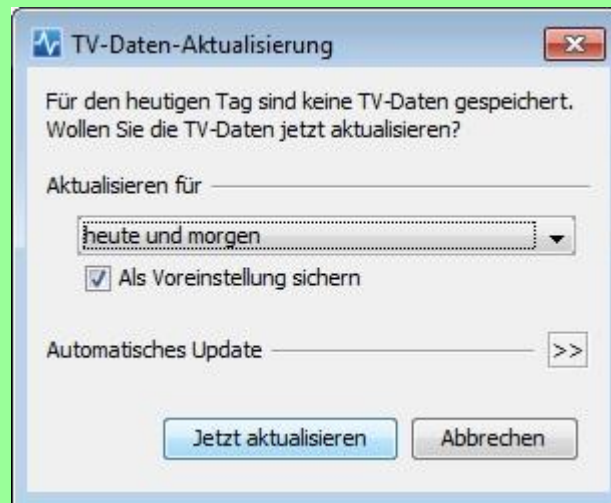 TV-Daten-Aktualisierung
Für den heutigen Tag sind keine TV-Daten gespeichert.
Wollen Sie die TV-Daten jetzt aktualisieren?
Aktualisieren für
heute und morgen
Als Voreinstellung sichern
Automatisches Update >>
Jetzt aktualisieren Abbrechen